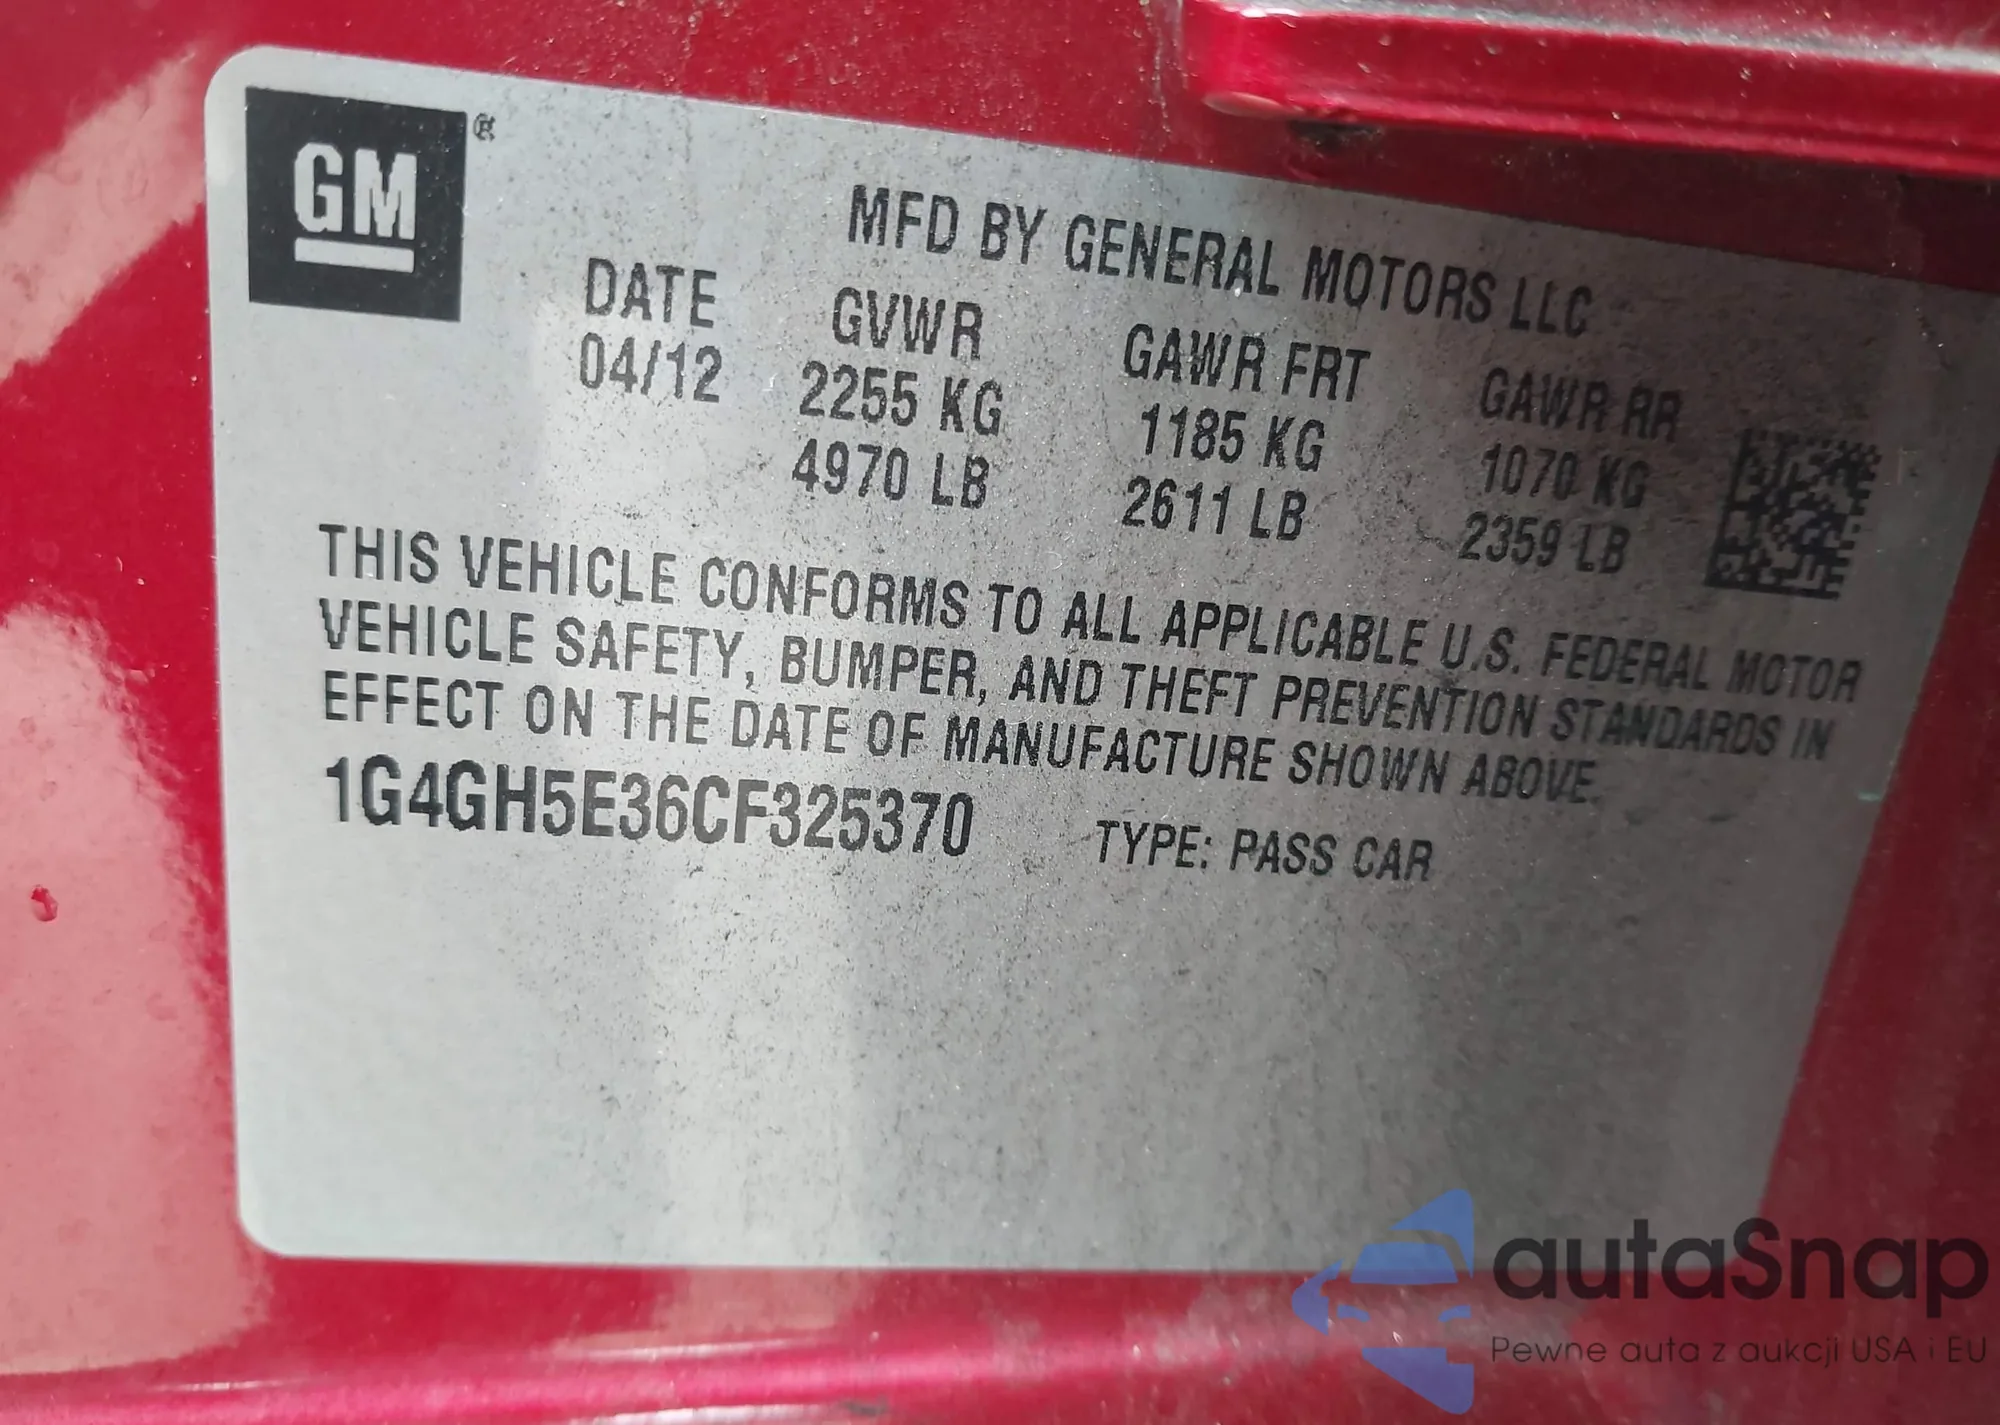 GM®
MFD BY GENERAL MOTORS LLC
DATE GVWR GAWR FRT GAWR RR
04/12 2255 KG 1185 KG 1070 KG
4970 LB 2611 LB 2359 LB
THIS VEHICLE CONFORMS TO ALL APPLICABLE U.S. FEDERAL MOTOR
VEHICLE SAFETY, BUMPER, AND THEFT PREVENTION STANDARDS IN
EFFECT ON THE DATE OF MANUFACTURE SHOWN ABOVE.
1G4GH5E36CF325370 TYPE: PASS CAR
autaSnap
Pewne auta z aukcji USA i EU